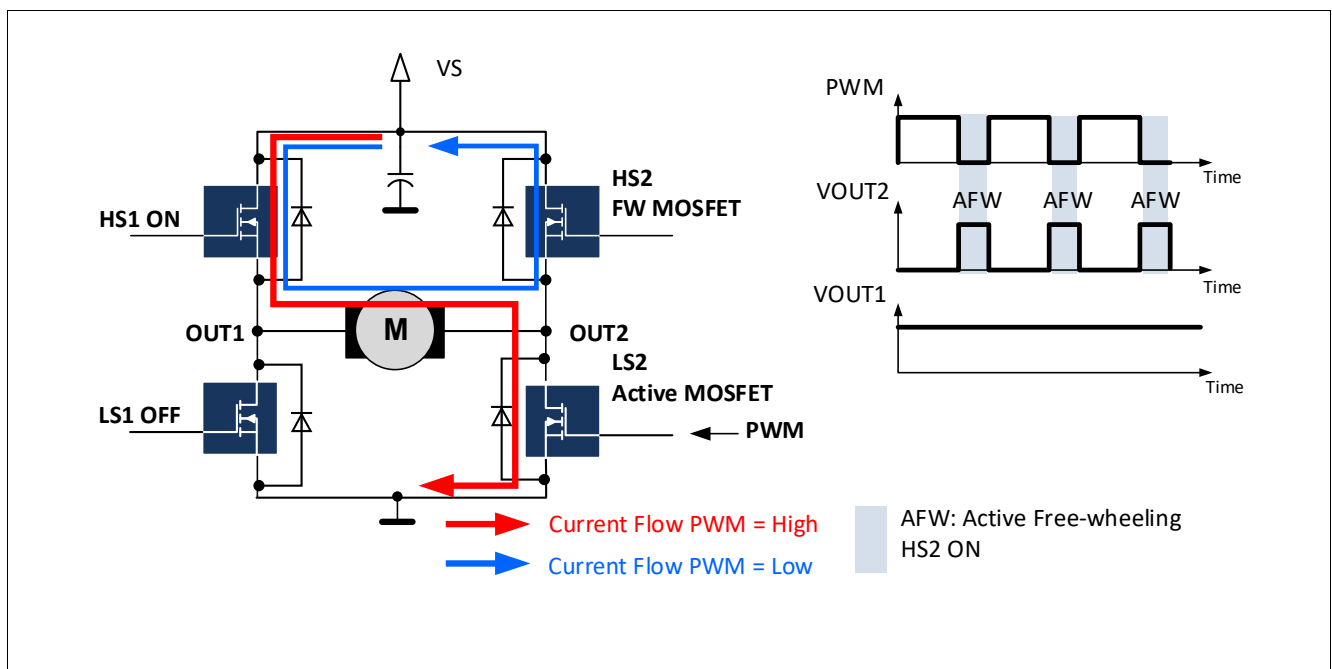 VS
HS1 ON
HS2
FW MOSFET
OUT1
M
OUT2
LS1 OFF
LS2
Active MOSFET
PWM
Current Flow PWM = High
Current Flow PWM = Low
PWM
Time
VOUT2
AFW
AFW
AFW
Time
VOUT1
Time
AFW: Active Free-wheeling
HS2 ON